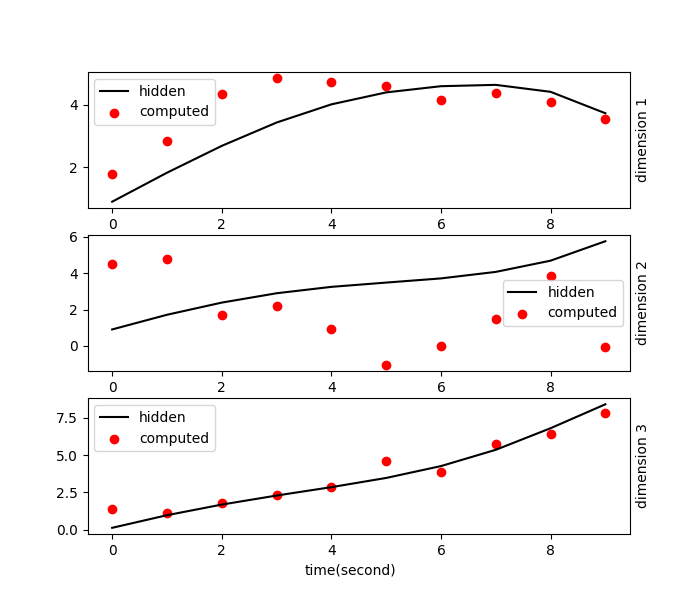 hidden
computed
4
2
0 2 4 6 8
dimension 1
6
4
2
0
hidden
computed
0 2 4 6 8
dimension 2
7.5
5.0
2.5
0.0
hidden
computed
0 2 4 6 8
dimension 3
time(second)